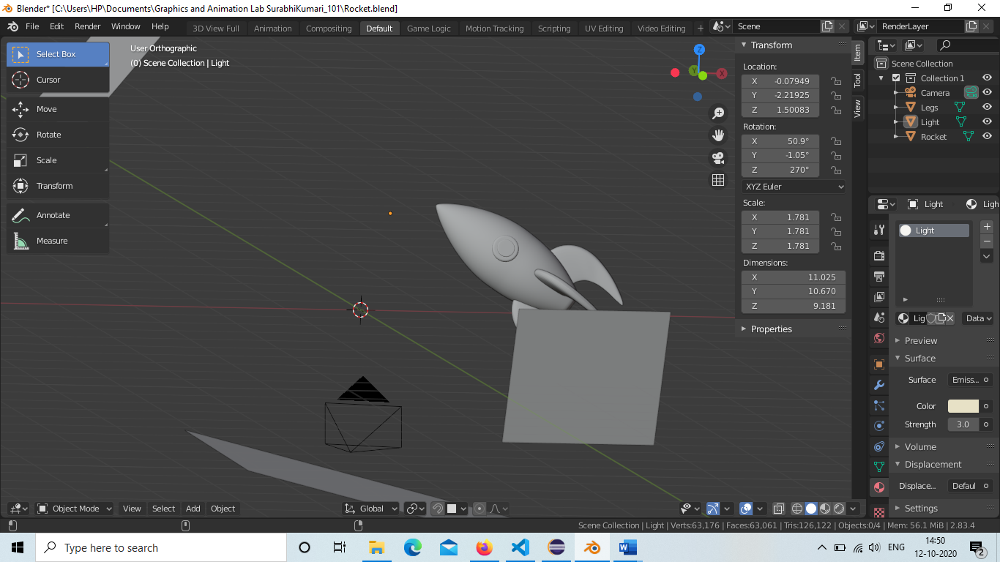 Blender* [C:\Users\HP\Documents\Graphics and Animation Lab SurabhiKumari_101\Rocket.blend]
File Edit Render Window Help 3D View Full Animation Compositing Default Game Logic Motion Tracking Scripting UV Editing Video Editing + Scene RenderLayer
Select Box
Cursor
Move
Rotate
Scale
Transform
Annotate
Measure
User Orthographic
(0) Scene Collection | Light
Z
Y
X
Transform
Location:
X -0.07949
Y -2.21925
Z 1.50083
Rotation:
X 50.9°
Y -1.05°
Z 270°
XYZ Euler
Scale:
X 1.781
Y 1.781
Z 1.781
Dimensions:
X 11.025
Y 10.670
Z 9.181
Properties
Item
Tool
View
Scene Collection
Collection 1
Camera
Legs
Light
Rocket
Light Ligh
Light
Lig Data
Preview
Surface
Surface Emiss...
Color
Strength 3.0
Volume
Displacement
Displace... Defaul
Settings
Object Mode View Select Add Object Global
Scene Collection | Light | Verts:63,176 | Faces:63,061 | Tris:126,122 | Objects:0/4 | Mem: 56.1 MiB | 2.83.4
Type here to search
ENG
14:50
12-10-2020
2